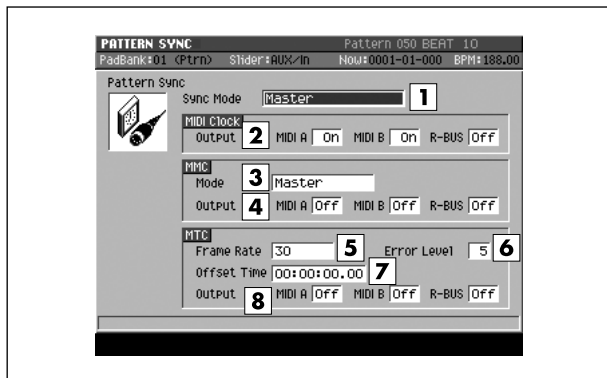 PATTERN SYNC Pattern 050 BEAT 10
PadBank:01 (Ptrn) Slider:AUX/In Now:0001-01-000 BPM:188.00
Pattern Sync
Sync Mode Master 1
MIDI Clock
Output 2 MIDI A On MIDI B On R-BUS Off
MMC
Mode 3 Master
Output 4 MIDI A Off MIDI B Off R-BUS Off
MTC
Frame Rate 30 5 Error Level 5 6
Offset Time 00:00:00.00 7
Output 8 MIDI A Off MIDI B Off R-BUS Off